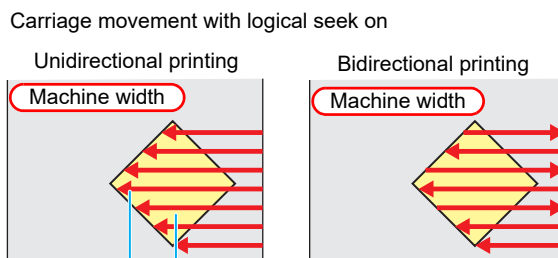 Carriage movement with logical seek on
Unidirectional printing
Bidirectional printing
Machine width
Machine width